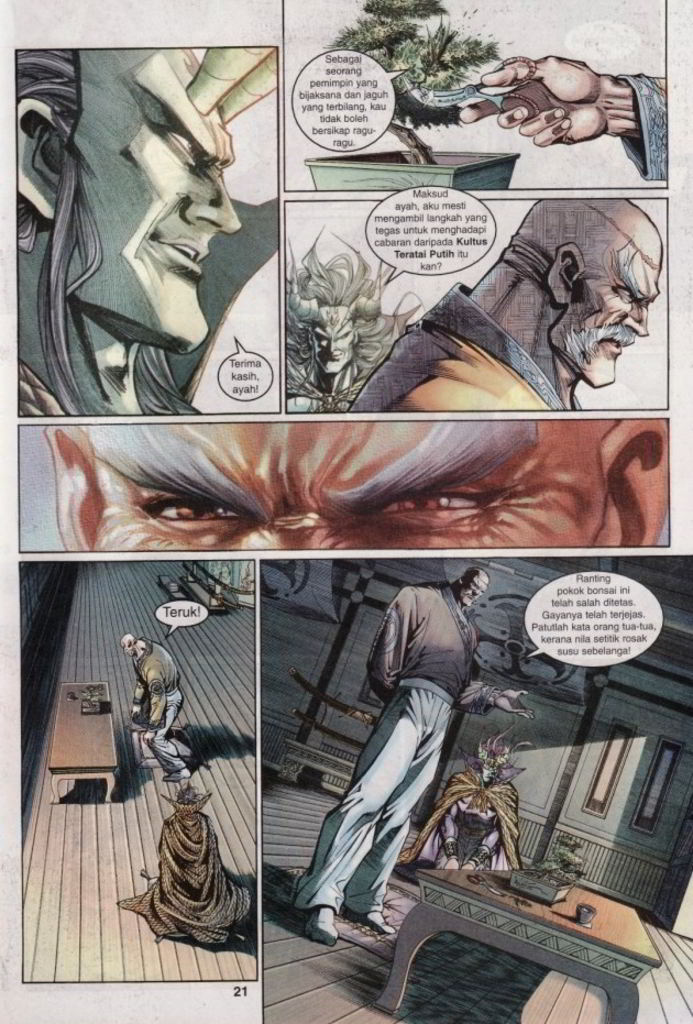 Sebagai
seorang
pemimpin yang
bijaksana dan jaguh
yang terbilang, kau
tidak boleh
bersikap ragu-
ragu.
Terima
kasih,
ayah!
Maksud
ayah, aku mesti
mengambil langkah yang
tegas untuk menghadapi
cabaran daripada Kultus
Teratai Putih itu
kan?
Teruk!
Ranting
pokok bonsai ini
telah salah ditetas.
Gayanya telah terjejas.
Patutlah kata orang tua-tua,
kerana nila setitik rosak
susu sebelanga!
21